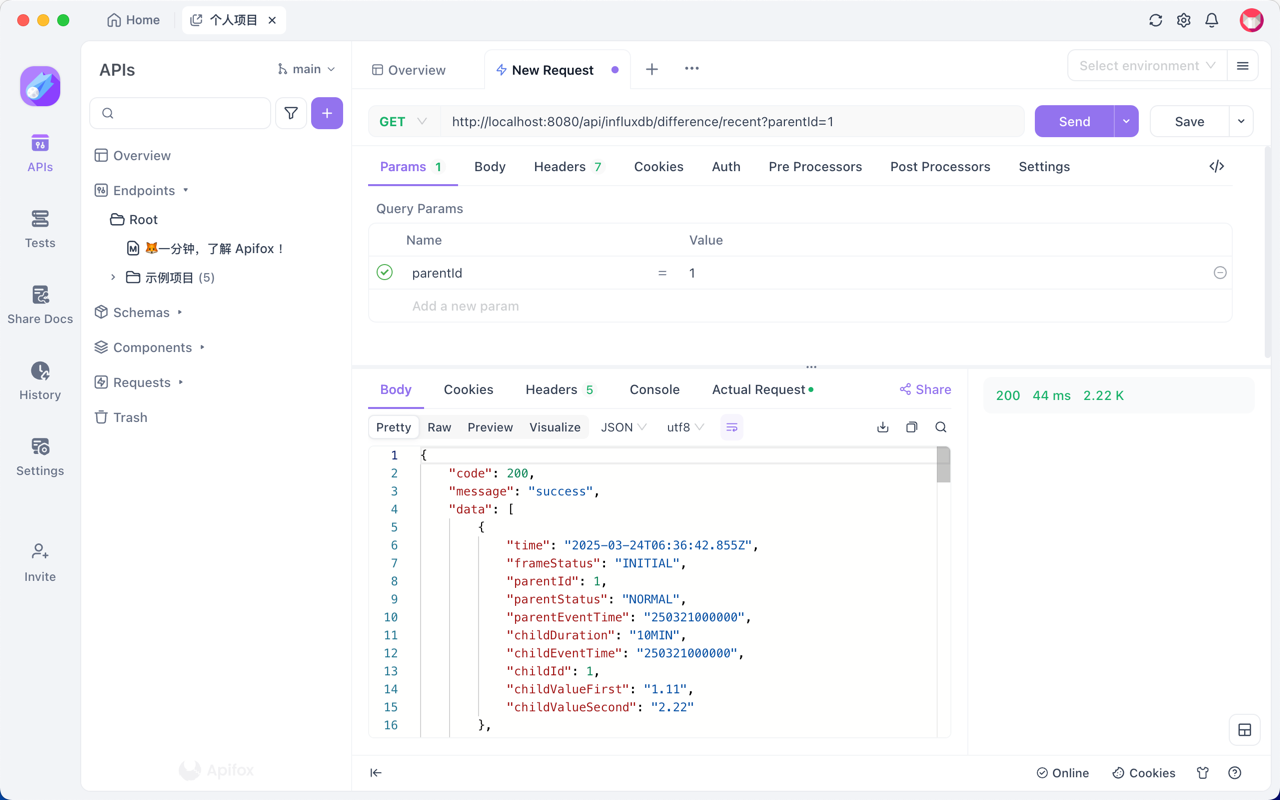 Home
个人项目
APIs
main
Overview
New Request
Select environment
APIs
Tests
Share Docs
History
Settings
Invite
Overview
Endpoints
Root
🦊一分钟，了解 Apifox！
示例项目 (5)
Schemas
Components
Requests
Trash
Apifox
GET
http://localhost:8080/api/influxdb/difference/recent?parentId=1
Send
Save
Params 1
Body
Headers 7
Cookies
Auth
Pre Processors
Post Processors
Settings
Query Params
Name
Value
parentId
=
1
Add a new param
Body
Cookies
Headers 5
Console
Actual Request
Share
200
44 ms
2.22 K
Pretty
Raw
Preview
Visualize
JSON
utf8
1 {
2 "code": 200,
3 "message": "success",
4 "data": [
5 {
6 "time": "2025-03-24T06:36:42.855Z",
7 "frameStatus": "INITIAL",
8 "parentId": 1,
9 "parentStatus": "NORMAL",
10 "parentEventTime": "250321000000",
11 "childDuration": "10MIN",
12 "childEventTime": "250321000000",
13 "childId": 1,
14 "childValueFirst": "1.11",
15 "childValueSecond": "2.22"
16 },
Online
Cookies